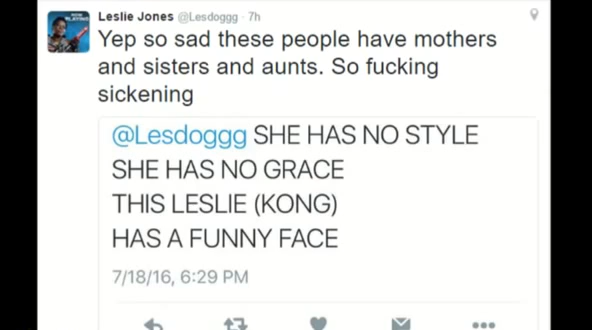 Leslie Jones @Lesdoggg · 7h
Yep so sad these people have mothers
and sisters and aunts. So fucking
sickening
@Lesdoggg SHE HAS NO STYLE
SHE HAS NO GRACE
THIS LESLIE (KONG)
HAS A FUNNY FACE
7/18/16, 6:29 PM